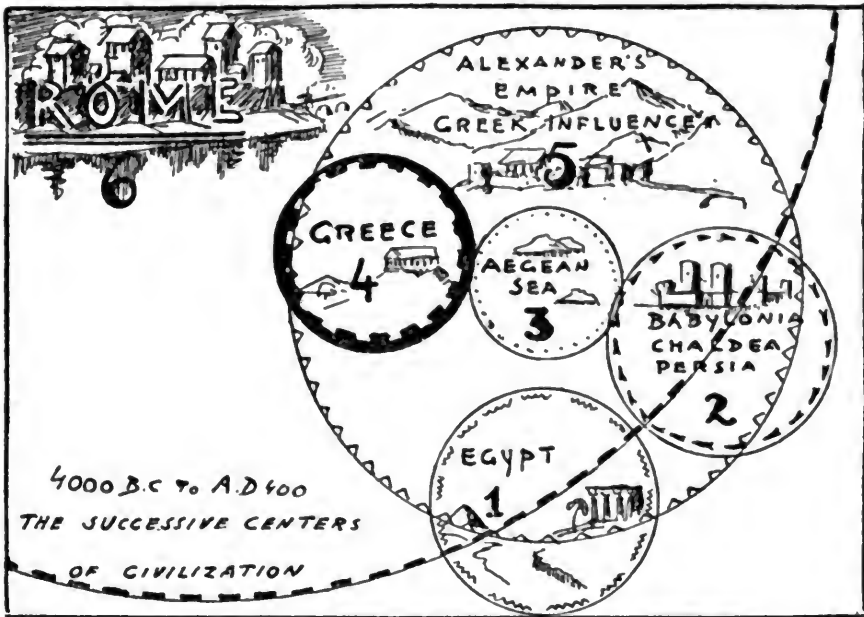 ROME
6
ALEXANDER'S
EMPIRE
GREEK INFLUENCE
5
GREECE
4
AEGEAN
SEA
3
BABYLONIA
CHALDEA
PERSIA
2
EGYPT
1
4000 B.C TO A.D 400
THE SUCCESSIVE CENTERS
OF CIVILIZATION